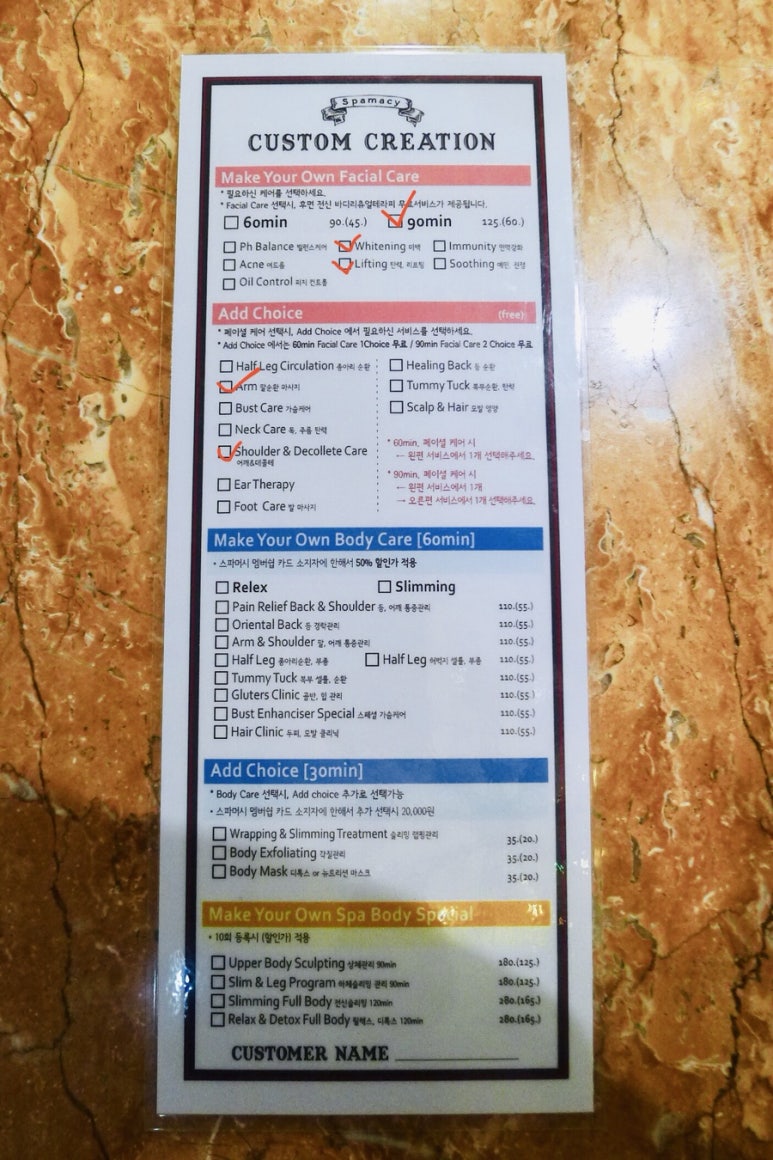 Spamacy
CUSTOM CREATION
Make Your Own Facial Care
* 필요하신 케어를 선택하세요.
* Facial Care 선택시, 후면 전신 바디리쥬얼테라피 무료서비스가 제공됩니다.
60min 90.(45.) 90min 125.(60.)
Ph Balance 밸런스케어 Whitening 미백 Immunity 면역강화
Acne 여드름 Lifting 탄력, 리프팅 Soothing 예민, 진정
Oil Control 피지 컨트롤
Add Choice (free)
* 페이셜 케어 선택시, Add Choice 에서 필요하신 서비스를 선택하세요.
* Add Choice 에서는 60min Facial Care 1Choice 무료 / 90min Facial Care 2 Choice 무료
Half Leg Circulation 종아리 순환 Healing Back 등 순환
Arm 팔순환 마사지 Tummy Tuck 복부순환, 탄력
Bust Care 가슴케어 Scalp & Hair 모발 영양
Neck Care 목, 주름 탄력
Shoulder & Decollete Care
어깨&데콜테
Ear Therapy
Foot Care 발 마사지
* 60min. 페이셜 케어 시
← 왼편 서비스에서 1개 선택해주세요.
* 90min. 페이셜 케어 시
← 왼편 서비스에서 1개
→ 오른편 서비스에서 1개 선택해주세요.
Make Your Own Body Care [60min]
• 스파머시 멤버쉽 카드 소지자에 한해서 50% 할인가 적용
Relex Slimming
Pain Relief Back & Shoulder 등, 어깨 통증관리 110.(55.)
Oriental Back 등 경락관리 110.(55.)
Arm & Shoulder 팔, 어깨 통증관리 110.(55.)
Half Leg 종아리순환, 부종 Half Leg 허벅지 셀룰, 부종 110.(55.)
Tummy Tuck 복부 셀룰, 순환 110.(55.)
Gluters Clinic 골반, 힙 관리 110.(55.)
Bust Enhanciser Special 스페셜 가슴케어 110.(55.)
Hair Clinic 두피, 모발 클리닉 110.(55.)
Add Choice [30min]
* Body Care 선택시, Add choice 추가로 선택가능
• 스파머시 멤버쉽 카드 소지자에 한해서 추가 선택시 20,000원
Wrapping & Slimming Treatment 슬리밍 랩핑관리 35.(20.)
Body Exfoliating 각질관리 35.(20.)
Body Mask 디톡스 or 뉴트리션 마스크 35.(20.)
Make Your Own Spa Body Special
• 10회 등록시 (할인가) 적용
Upper Body Sculpting 상체관리 90min 180.(125.)
Slim & Leg Program 하체슬리밍 관리 90min 180.(125.)
Slimming Full Body 전신슬리밍 120min 280.(165.)
Relax & Detox Full Body 릴렉스, 디톡스 120min 280.(165.)
CUSTOMER NAME